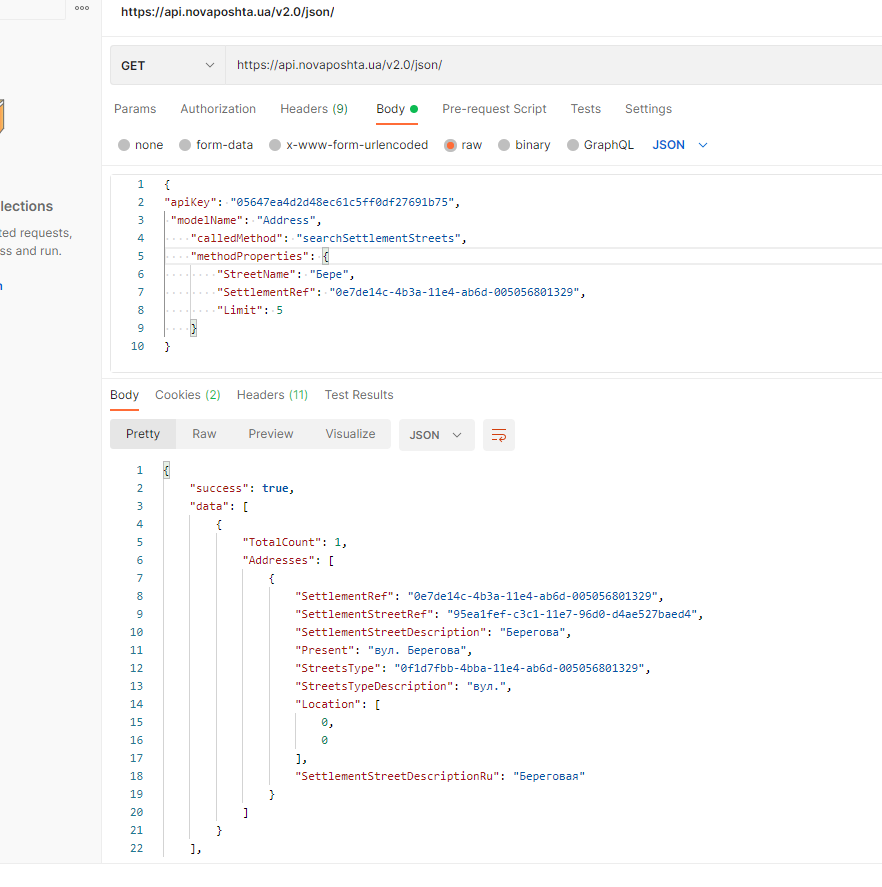 https://api.novaposhta.ua/v2.0/json/
GET https://api.novaposhta.ua/v2.0/json/
Params Authorization Headers (9) Body Pre-request Script Tests Settings
none form-data x-www-form-urlencoded raw binary GraphQL JSON
lections
ted requests,
ss and run.
1 {
2 "apiKey": "05647ea4d2d48ec61c5ff0df27691b75",
3 "modelName": "Address",
4 "calledMethod": "searchSettlementStreets",
5 "methodProperties": {
6 "StreetName": "Бере",
7 "SettlementRef": "0e7de14c-4b3a-11e4-ab6d-005056801329",
8 "Limit": 5
9 }
10 }
Body Cookies (2) Headers (11) Test Results
Pretty Raw Preview Visualize JSON
1 {
2 "success": true,
3 "data": [
4 {
5 "TotalCount": 1,
6 "Addresses": [
7 {
8 "SettlementRef": "0e7de14c-4b3a-11e4-ab6d-005056801329",
9 "SettlementStreetRef": "95ea1fef-c3c1-11e7-96d0-d4ae527baed4",
10 "SettlementStreetDescription": "Берегова",
11 "Present": "вул. Берегова",
12 "StreetsType": "0f1d7fbb-4bba-11e4-ab6d-005056801329",
13 "StreetsTypeDescription": "вул.",
14 "Location": [
15 0,
16 0
17 ],
18 "SettlementStreetDescriptionRu": "Береговая"
19 }
20 ]
21 }
22 ],